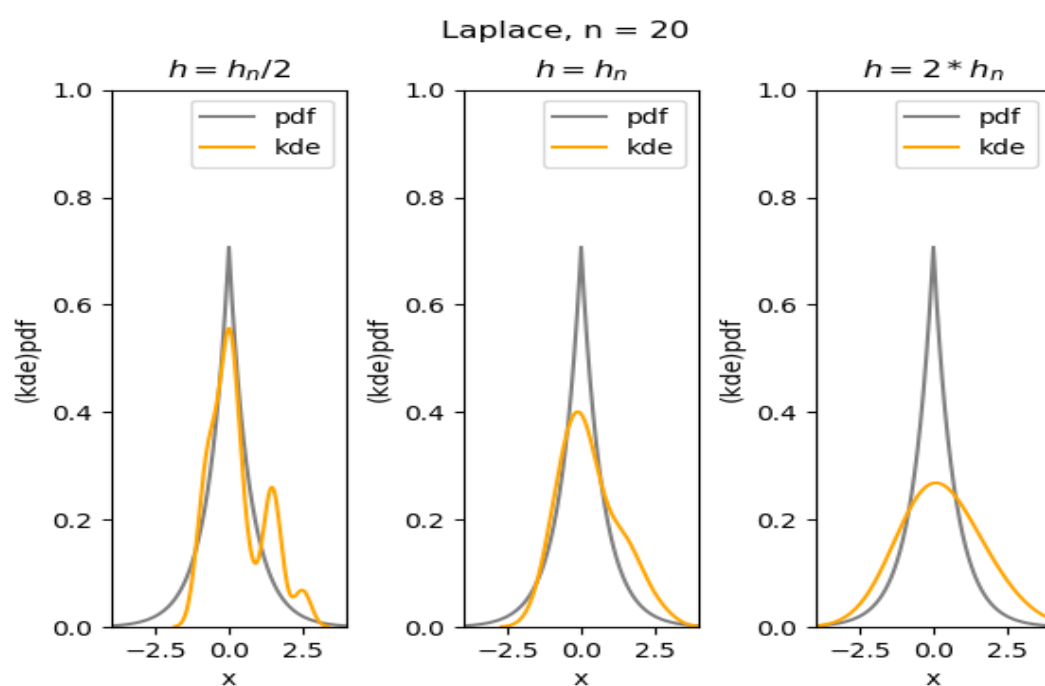 Laplace, n = 20
h = hₙ/2
1.0
0.8
0.6
0.4
0.2
0.0
−2.5 0.0 2.5
x
(kde)pdf
pdf
kde
h = hₙ
1.0
0.8
0.6
0.4
0.2
0.0
−2.5 0.0 2.5
x
(kde)pdf
pdf
kde
h = 2 * hₙ
1.0
0.8
0.6
0.4
0.2
0.0
−2.5 0.0 2.5
x
(kde)pdf
pdf
kde